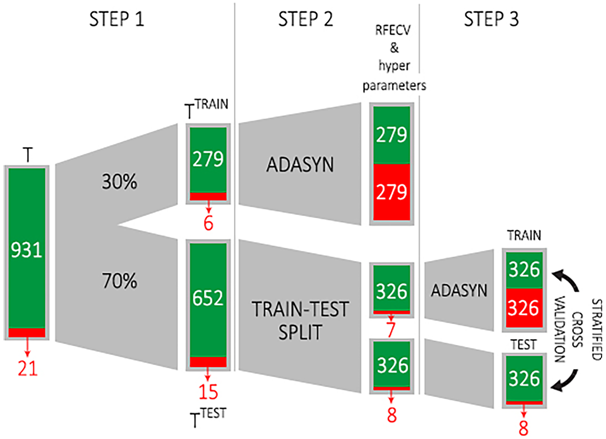 STEP 1
STEP 2
STEP 3
RFECV
&
hyper
parameters
T
931
21
30%
70%
T^TRAIN
279
6
652
15
T^TEST
ADASYN
279
279
TRAIN-TEST
SPLIT
326
7
326
8
ADASYN
TRAIN
326
326
TEST
326
8
STRATIFIED
CROSS
VALIDATION